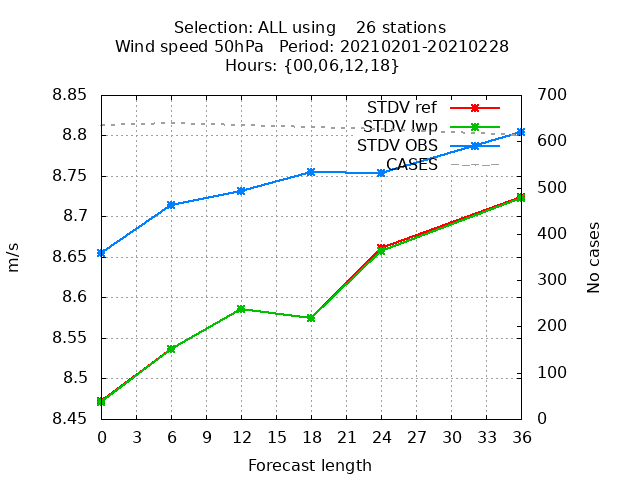 Selection: ALL using    26 stations
Wind speed 50hPa   Period: 20210201-20210228
Hours: {00,06,12,18}
8.85
8.8
8.75
8.7
8.65
8.6
8.55
8.5
8.45
m/s
STDV ref
STDV lwp
STDV OBS
CASES
700
600
500
400
300
200
100
0
No cases
0 3 6 9 12 15 18 21 24 27 30 33 36
Forecast length